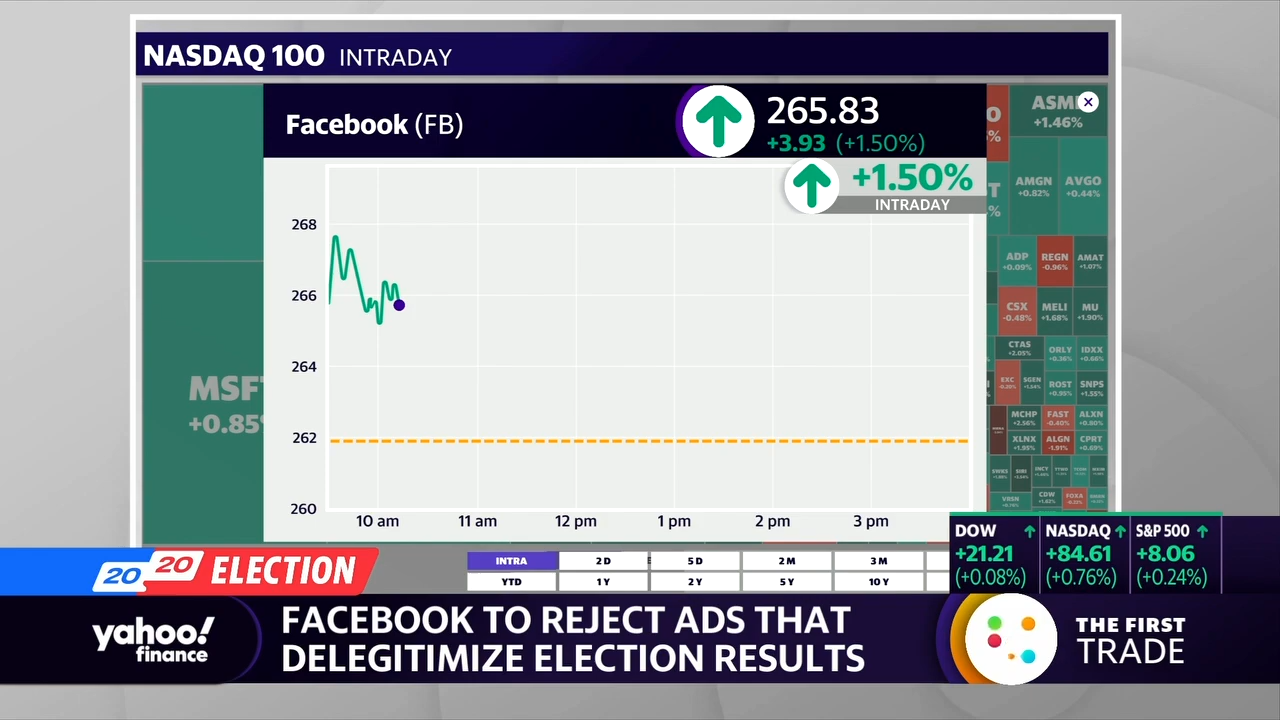 NASDAQ 100 INTRADAY
Facebook (FB)
265.83
+3.93 (+1.50%)
+1.50%
INTRADAY
268
266
264
262
260
10 am 11 am 12 pm 1 pm 2 pm 3 pm
MSF
+0.85
ASM
+1.46%
AMGN
+0.82%
AVGO
+0.44%
ADP
+0.09%
REGN
-0.96%
AMAT
+1.07%
CSX
-0.48%
MELI
+1.68%
MU
+1.90%
CTAS
+2.05%
ORLY
+0.36%
IDXX
+0.66%
EXC
SGEN
ROST
+0.95%
SNPS
+1.55%
MCHP
+2.56%
FAST
-0.40%
ALXN
+0.80%
XLNX
+1.95%
ALGN
-1.91%
CPRT
+0.69%
SWKS
SIRI
INCY
VRSN
CDW
FOXA
INTRA 2 D 5 D 2 M 3 M
YTD 1 Y 2 Y 5 Y 10 Y
DOW
+21.21
(+0.08%)
NASDAQ
+84.61
(+0.76%)
S&P 500
+8.06
(+0.24%)
2020 ELECTION
yahoo!
finance
FACEBOOK TO REJECT ADS THAT
DELEGITIMIZE ELECTION RESULTS
THE FIRST
TRADE